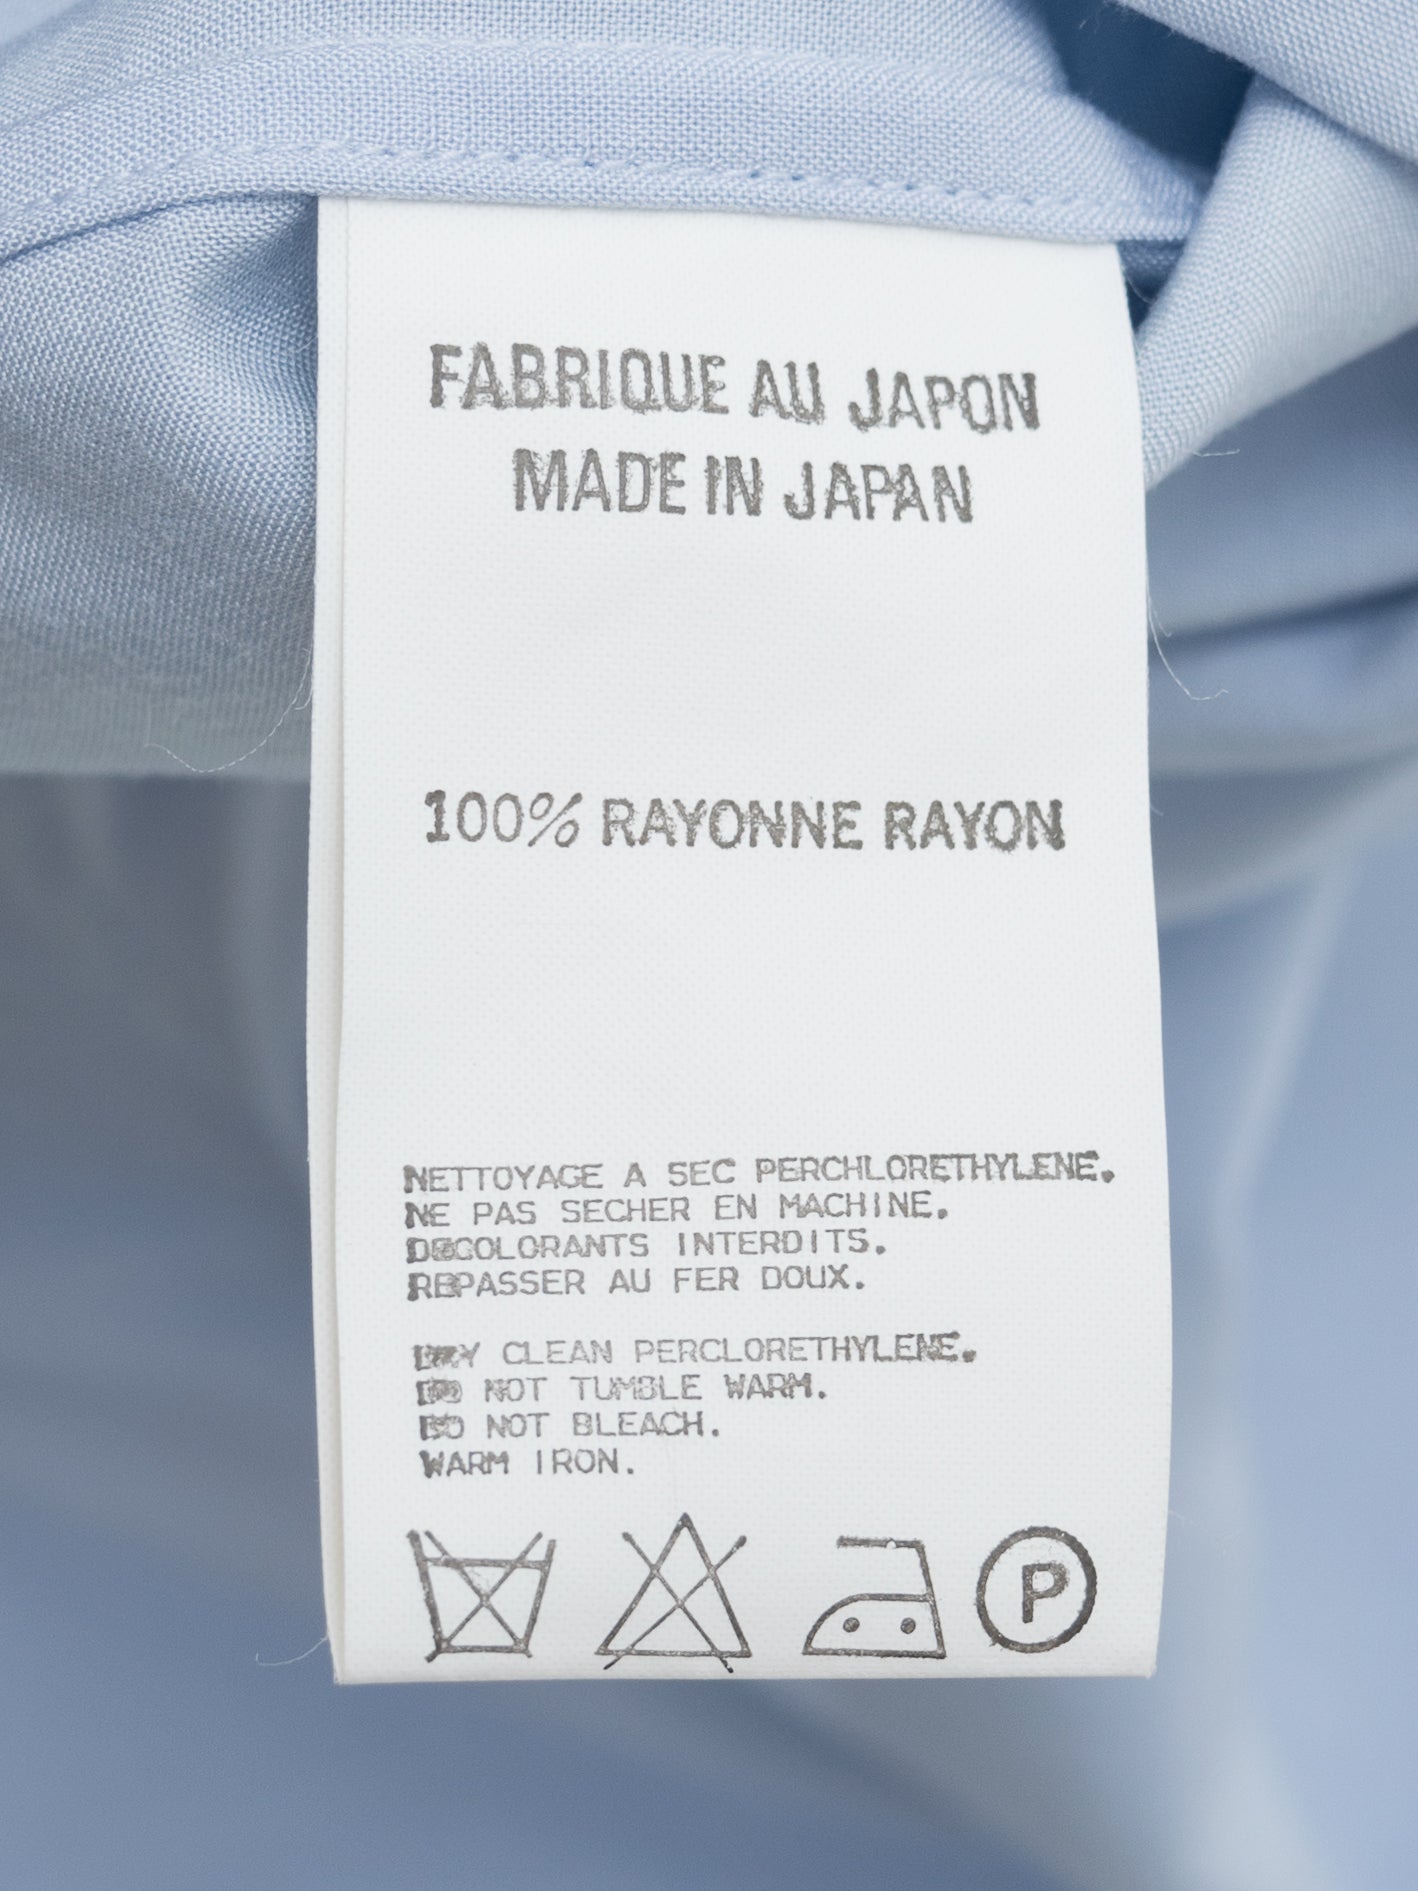 FABRIQUE AU JAPON
MADE IN JAPAN
100% RAYONNE RAYON
NETTOYAGE A SEC PERCHLORETHYLENE.
NE PAS SECHER EN MACHINE.
DECOLORANTS INTERDITS.
REPASSER AU FER DOUX.
DRY CLEAN PERCLORETHYLENE.
DO NOT TUMBLE WARM.
DO NOT BLEACH.
WARM IRON.
P